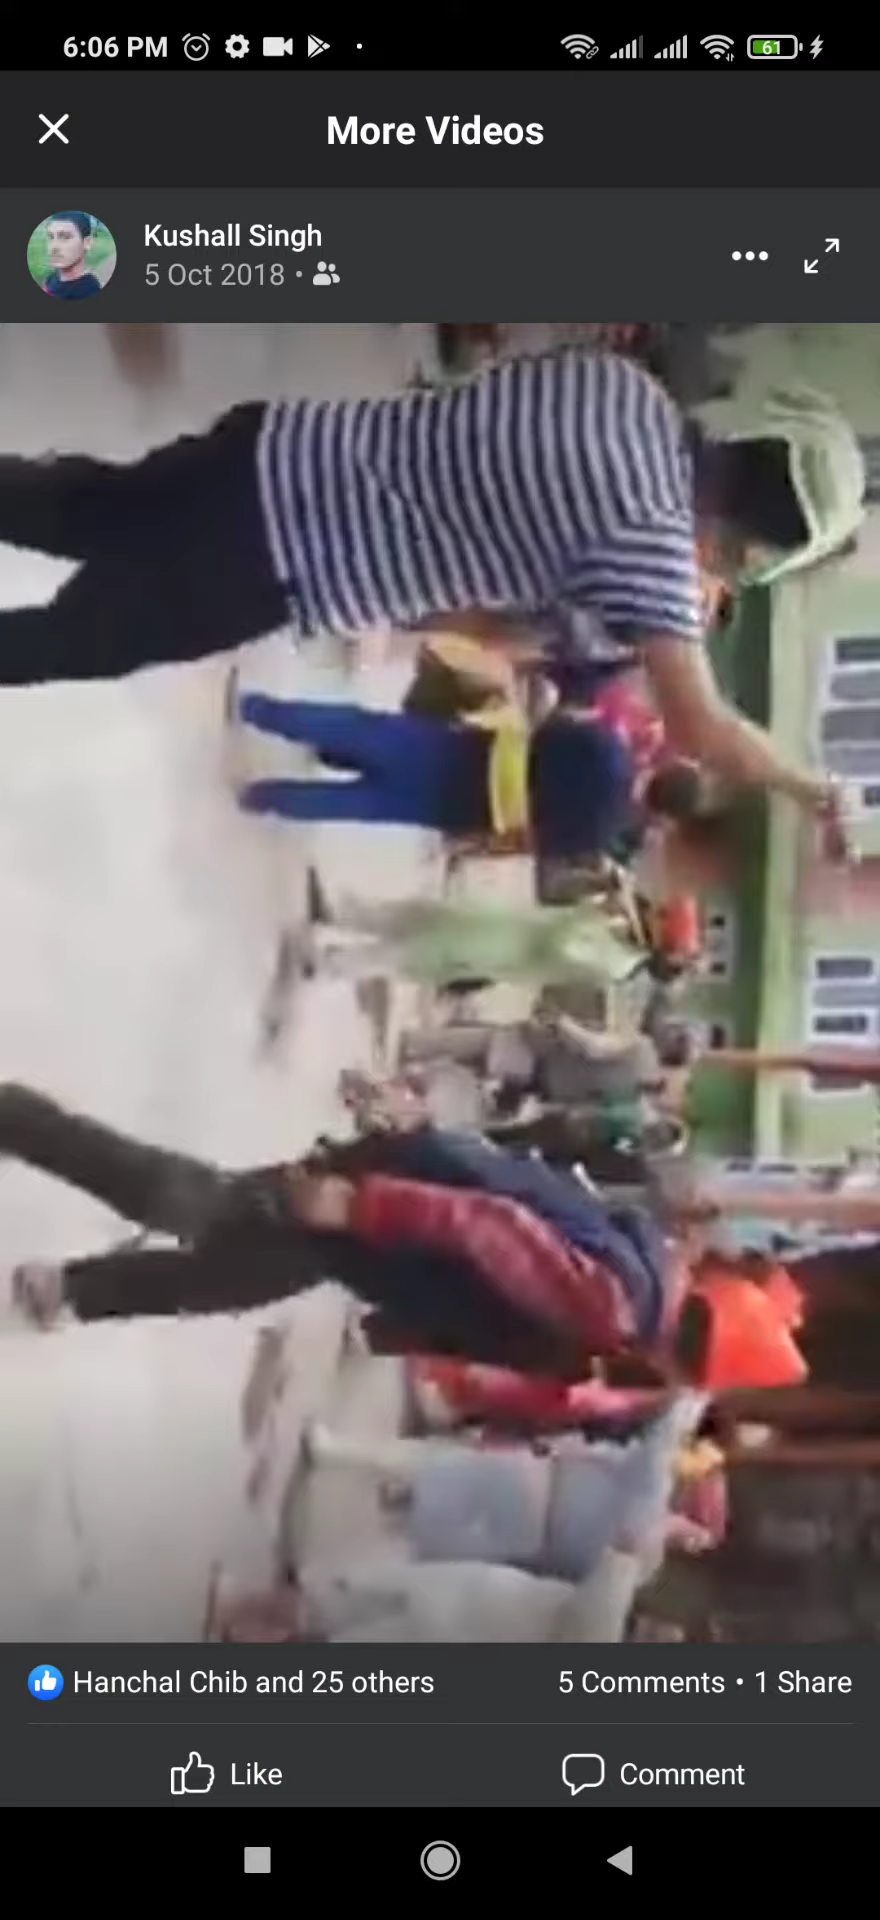 6:06 PM
61
More Videos
Kushall Singh
5 Oct 2018 •
Hanchal Chib and 25 others 5 Comments • 1 Share
Like Comment